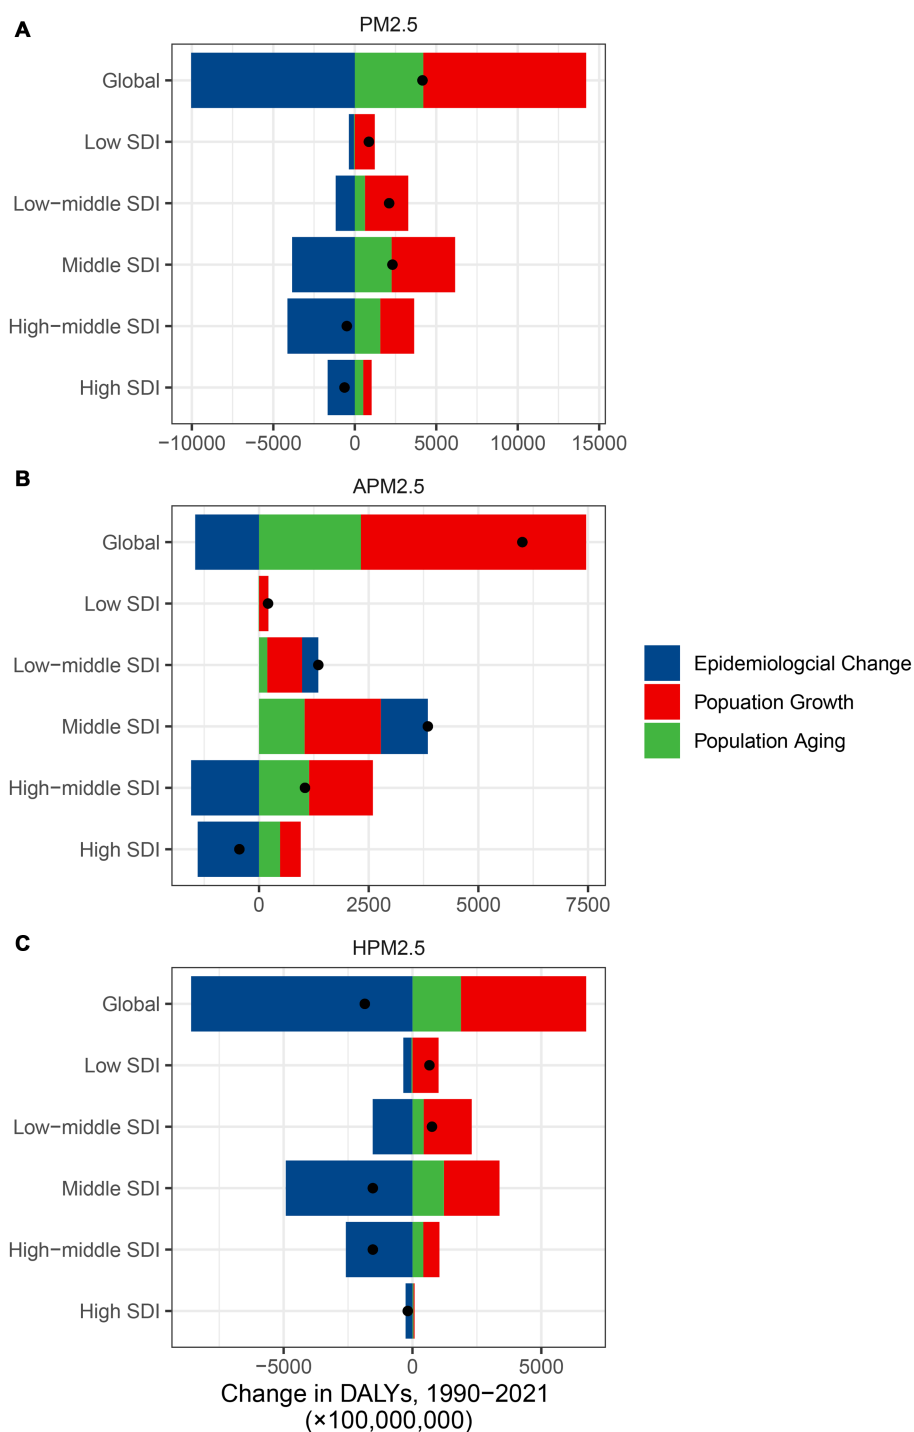 A
PM2.5
Global
Low SDI
Low−middle SDI
Middle SDI
High−middle SDI
High SDI
−10000 −5000 0 5000 10000 15000
B
APM2.5
Global
Low SDI
Low−middle SDI
Middle SDI
High−middle SDI
High SDI
0 2500 5000 7500
Epidemiologcial Change
Popuation Growth
Population Aging
C
HPM2.5
Global
Low SDI
Low−middle SDI
Middle SDI
High−middle SDI
High SDI
−5000 0 5000
Change in DALYs, 1990−2021
(×100,000,000)